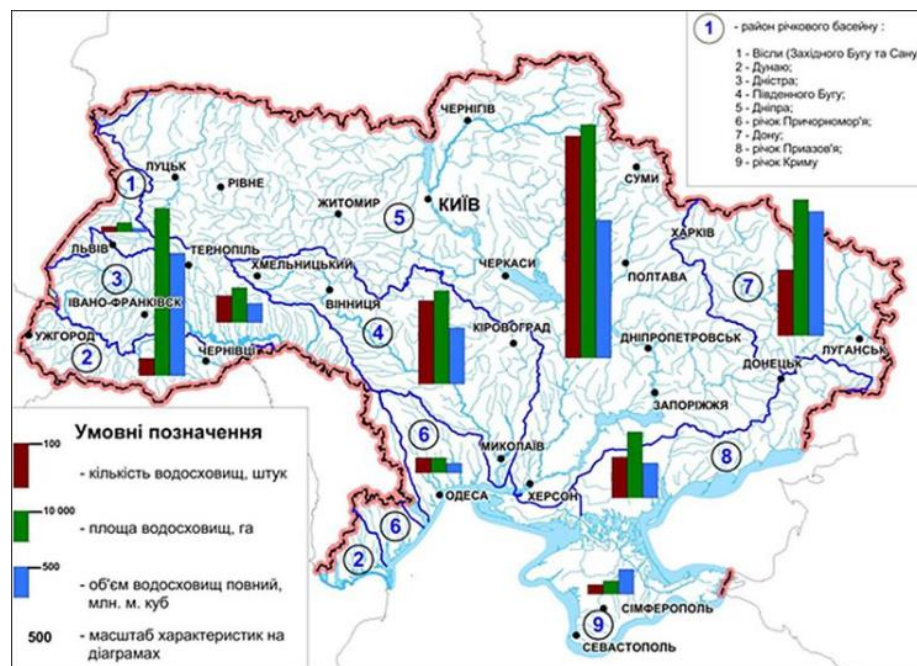 1 - район річкового басейну :
1 - Вісли (Західного Бугу та Сану
2 - Дунаю;
3 - Дністра;
4 - Південного Бугу;
5 - Дніпра;
6 - річок Причорномор'я;
7 - Дону;
8 - річок Приазов'я;
9 - річок Криму
ЧЕРНІГІВ
СУМИ
1
ЛУЦЬК
РІВНЕ
ЖИТОМИР
5
КИЇВ
ХАРКІВ
ЛЬВІВ
ТЕРНОПІЛЬ
3
ХМЕЛЬНИЦЬКИЙ
ЧЕРКАСИ
ПОЛТАВА
7
ВІННИЦЯ
ІВАНО-ФРАНКІВСК
4
КІРОВОГРАД
УЖГОРОД
ДНІПРОПЕТРОВСЬК
ЛУГАНСЬК
2
ЧЕРНІВЦІ
ДОНЕЦЬК
ЗАПОРІЖЖЯ
6
МИКОЛАЇВ
8
ОДЕСА
ХЕРСОН
6
2
СІМФЕРОПОЛЬ
9
СЕВАСТОПОЛЬ
Умовні позначення
100
- кількість водосховищ, штук
10 000
- площа водосховищ, га
500
- об'єм водосховищ повний,
млн. м. куб
500 - масштаб характеристик на
діаграмах